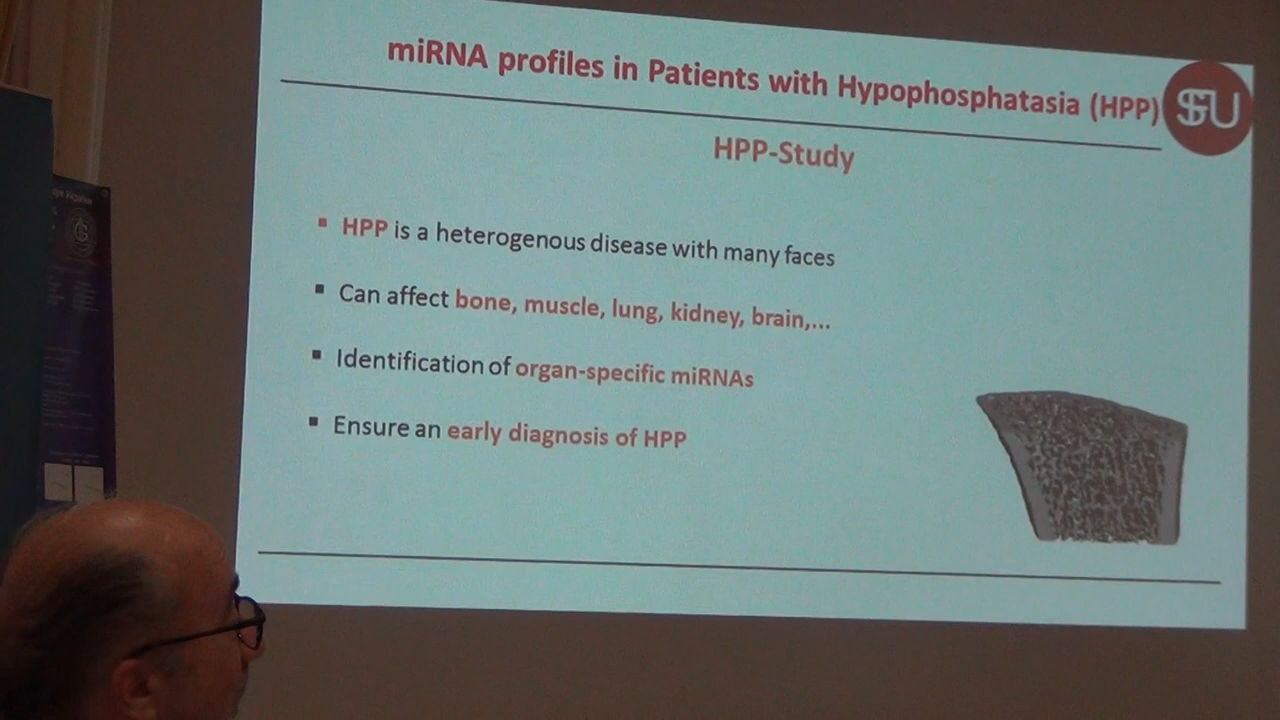 miRNA profiles in Patients with Hypophosphatasia (HPP)
SFU
HPP-Study
▪ HPP is a heterogenous disease with many faces
▪ Can affect bone, muscle, lung, kidney, brain,...
▪ Identification of organ-specific miRNAs
▪ Ensure an early diagnosis of HPP